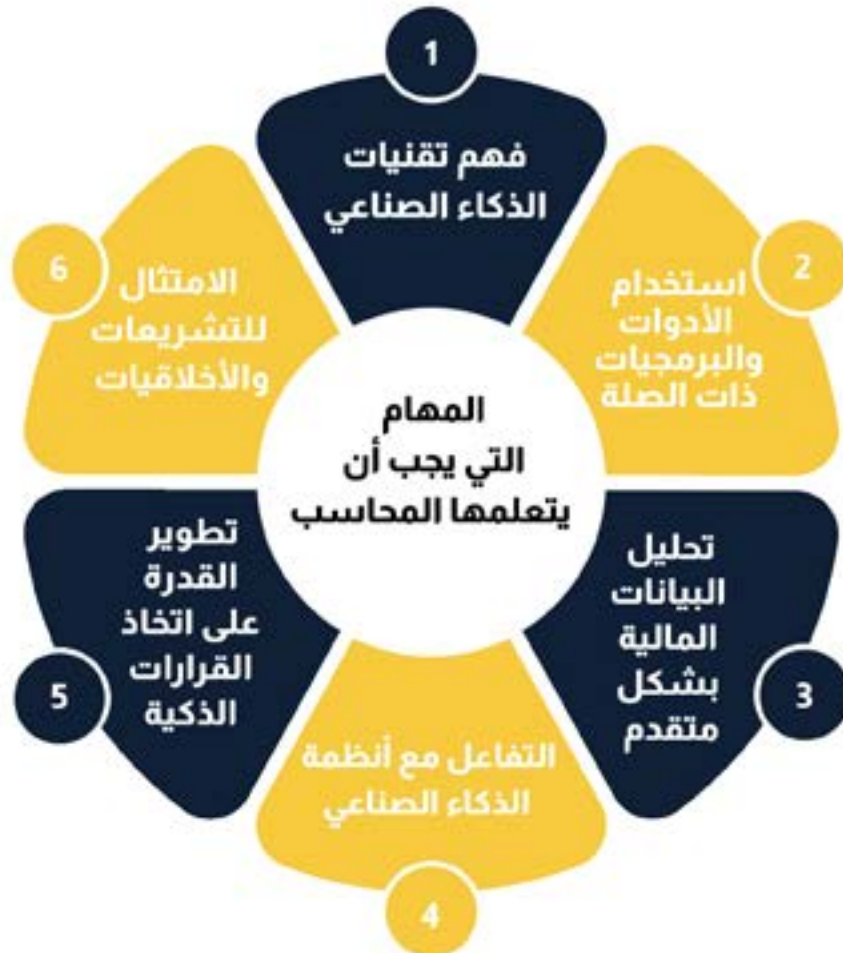 المهام
التي يجب أن
يتعلمها المحاسب
1
فهم تقنيات
الذكاء الصناعي
2
استخدام
الأدوات
والبرمجيات
ذات الصلة
3
تحليل
البيانات
المالية
بشكل
متقدم
4
التفاعل مع أنظمة
الذكاء الصناعي
5
تطوير
القدرة
على اتخاذ
القرارات
الذكية
6
الامتثال
للتشريعات
والأخلاقيات